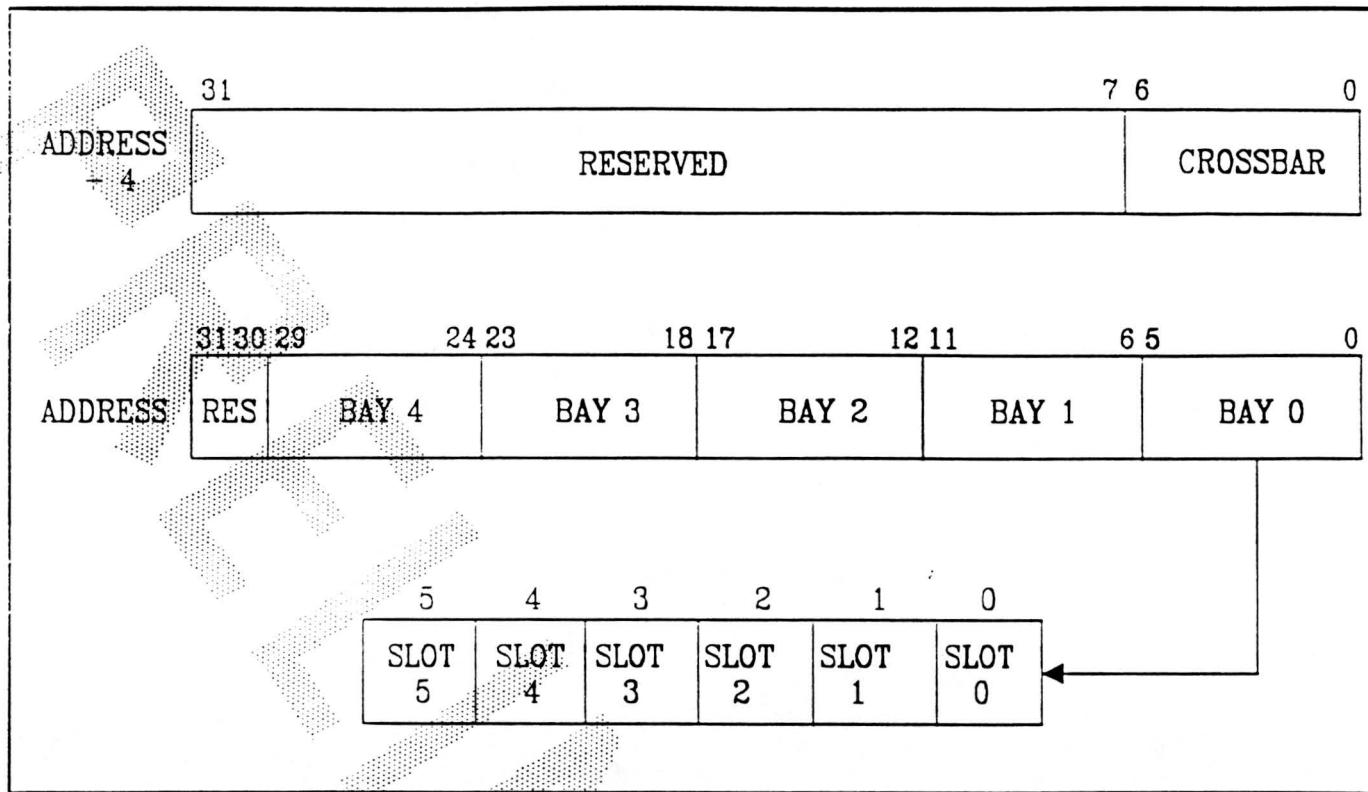 31 7 6 0
ADDRESS
+ 4
RESERVED
CROSSBAR
31 30 29 24 23 18 17 12 11 6 5 0
ADDRESS RES BAY 4 BAY 3 BAY 2 BAY 1 BAY 0
5 4 3 2 1 0
SLOT SLOT SLOT SLOT SLOT SLOT
5 4 3 2 1 0